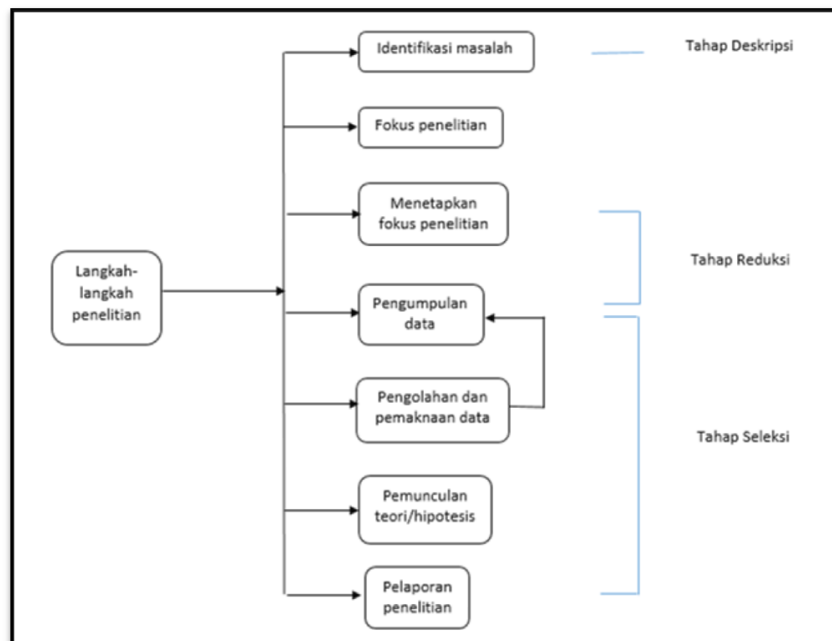 Identifikasi masalah
Tahap Deskripsi
Fokus penelitian
Menetapkan
fokus penelitian
Langkah-
langkah
penelitian
Tahap Reduksi
Pengumpulan
data
Pengolahan dan
pemaknaan data
Tahap Seleksi
Pemunculan
teori/hipotesis
Pelaporan
penelitian